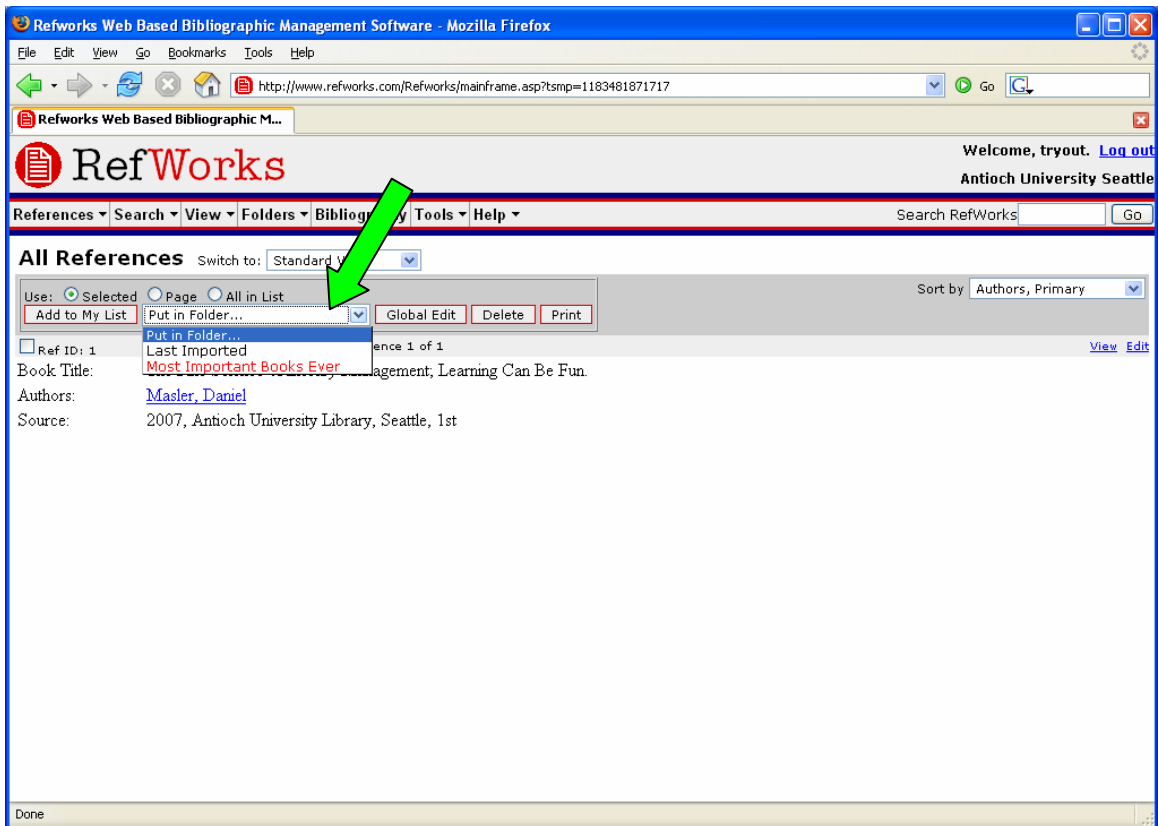 Refworks Web Based Bibliographic Management Software - Mozilla Firefox
File Edit View Go Bookmarks Tools Help
http://www.refworks.com/Refworks/mainframe.asp?tsmp=1183481871717 Go G
Refworks Web Based Bibliographic M...
RefWorks
Welcome, tryout. Log out
Antioch University Seattle
References Search View Folders Tools Help Search RefWorks Go
All References Switch to: Standard
Use: Selected Page All in List
Sort by Authors, Primary
Add to My List Put in Folder... Global Edit Delete Print
Put in Folder...
Last Imported
Most Important Books Ever
Ref ID: 1 1 of 1 View Edit
Book Title: Learning Can Be Fun.
Authors: Masler, Daniel
Source: 2007, Antioch University Library, Seattle, 1st
Done